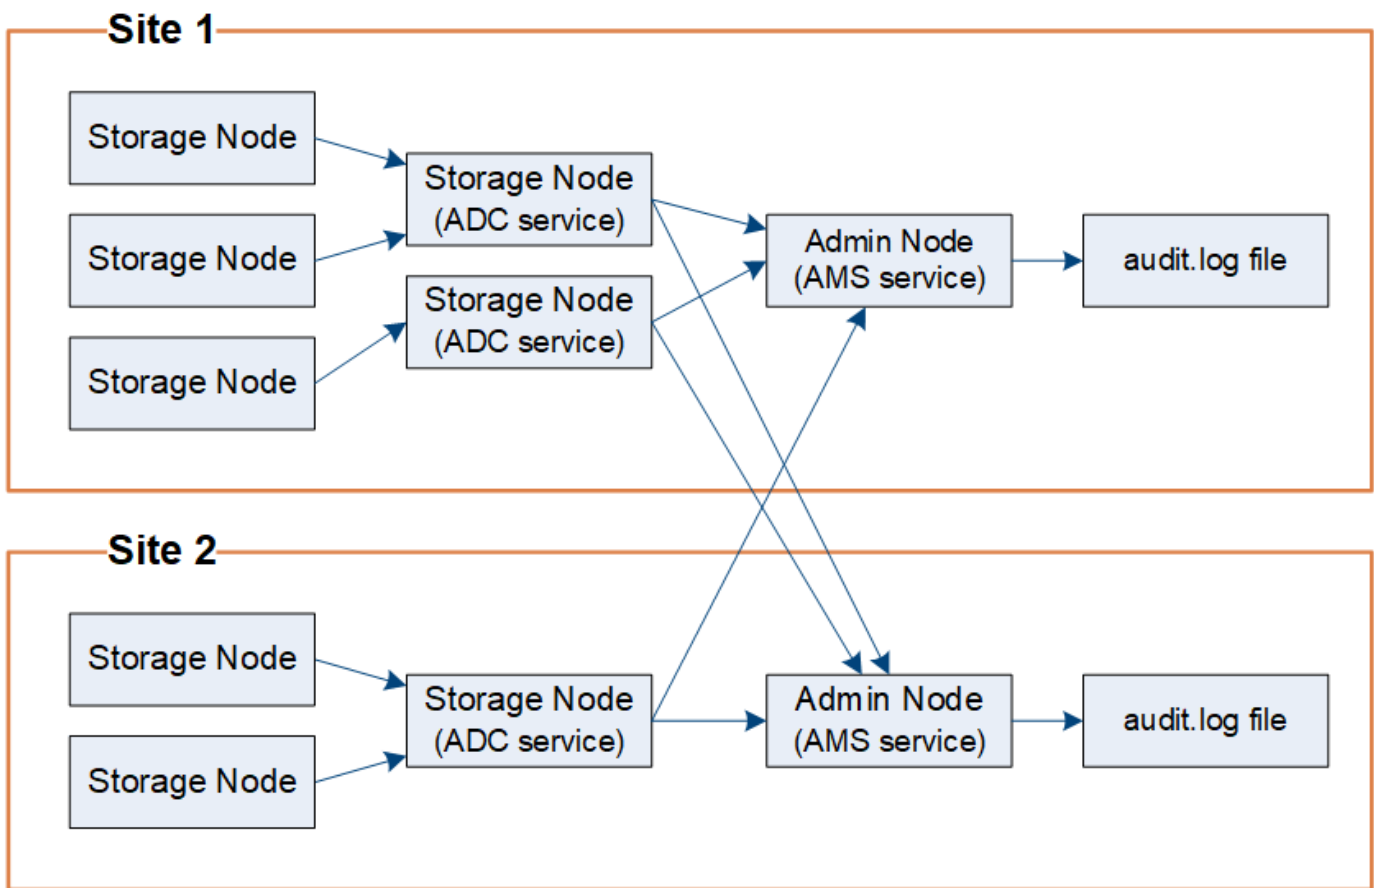 Site 1
Storage Node
Storage Node
Storage Node
Storage Node
(ADC service)
Storage Node
(ADC service)
Admin Node
(AMS service)
audit.log file
Site 2
Storage Node
Storage Node
Storage Node
(ADC service)
Admin Node
(AMS service)
audit.log file